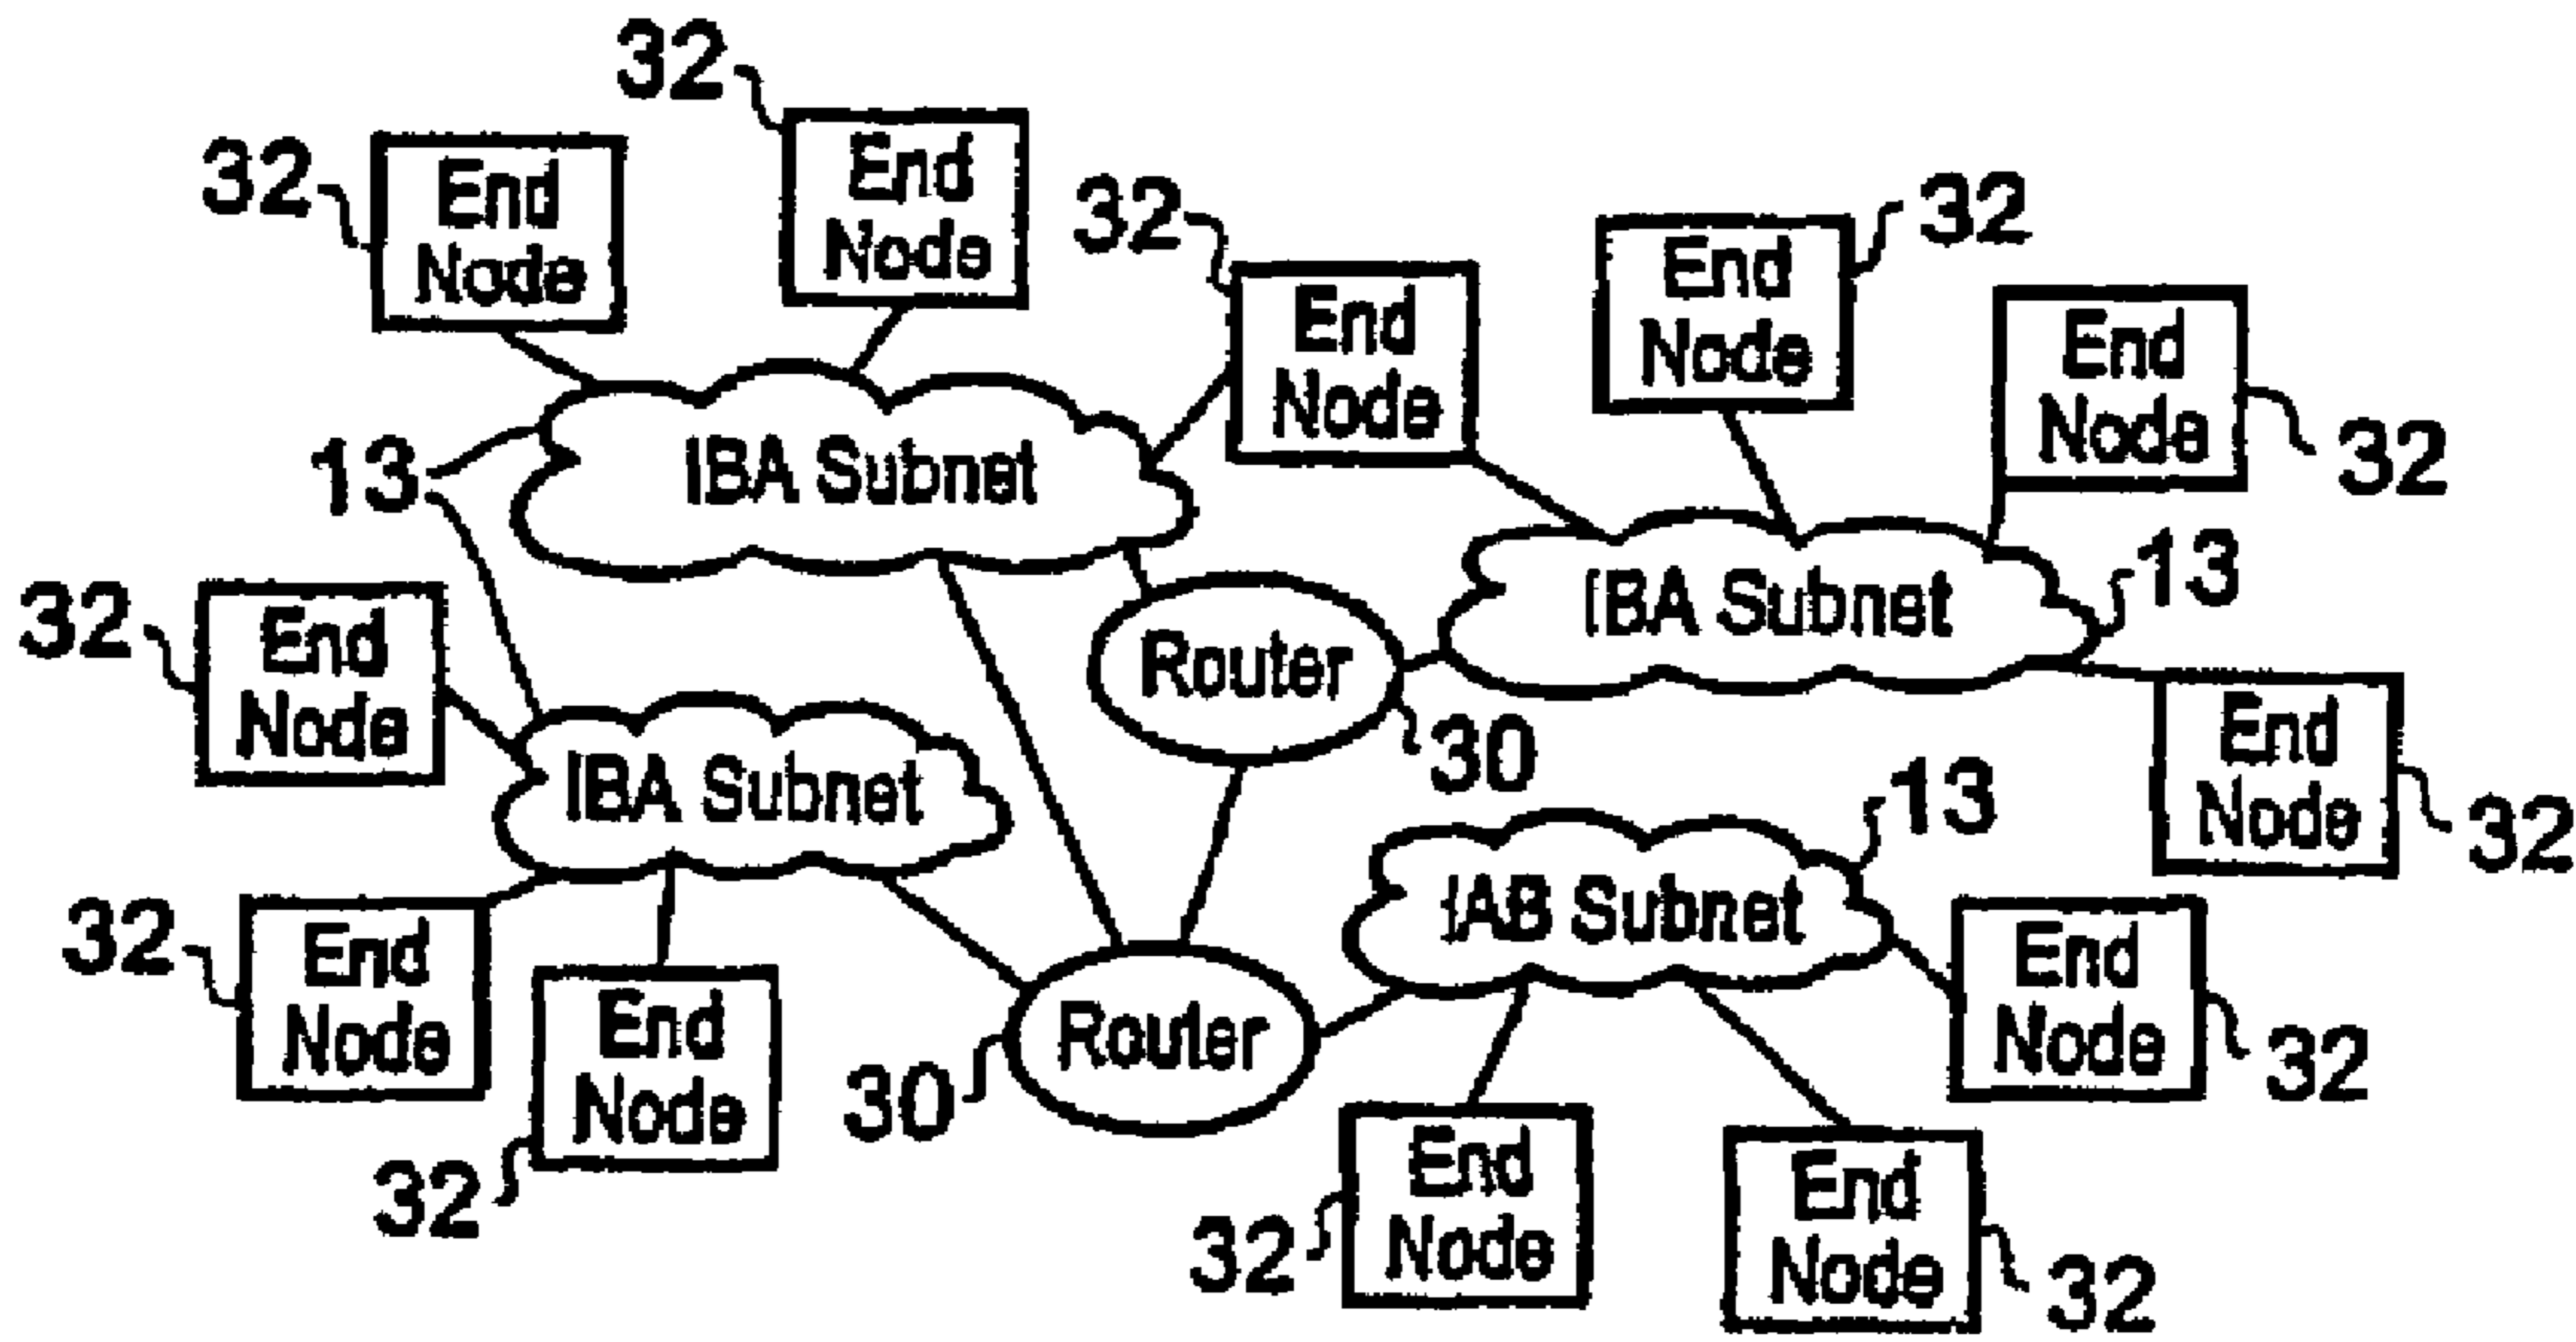 32
End
Node
32
End
Node
32
End
Node
End
Node
32
End
Node
32
13
IBA Subnet
IBA Subnet
13
32
End
Node
Router
30
End
Node
32
IBA Subnet
13
IAB Subnet
32
End
Node
End
Node
32
30
Router
End
Node
32
32
End
Node
End
Node
32